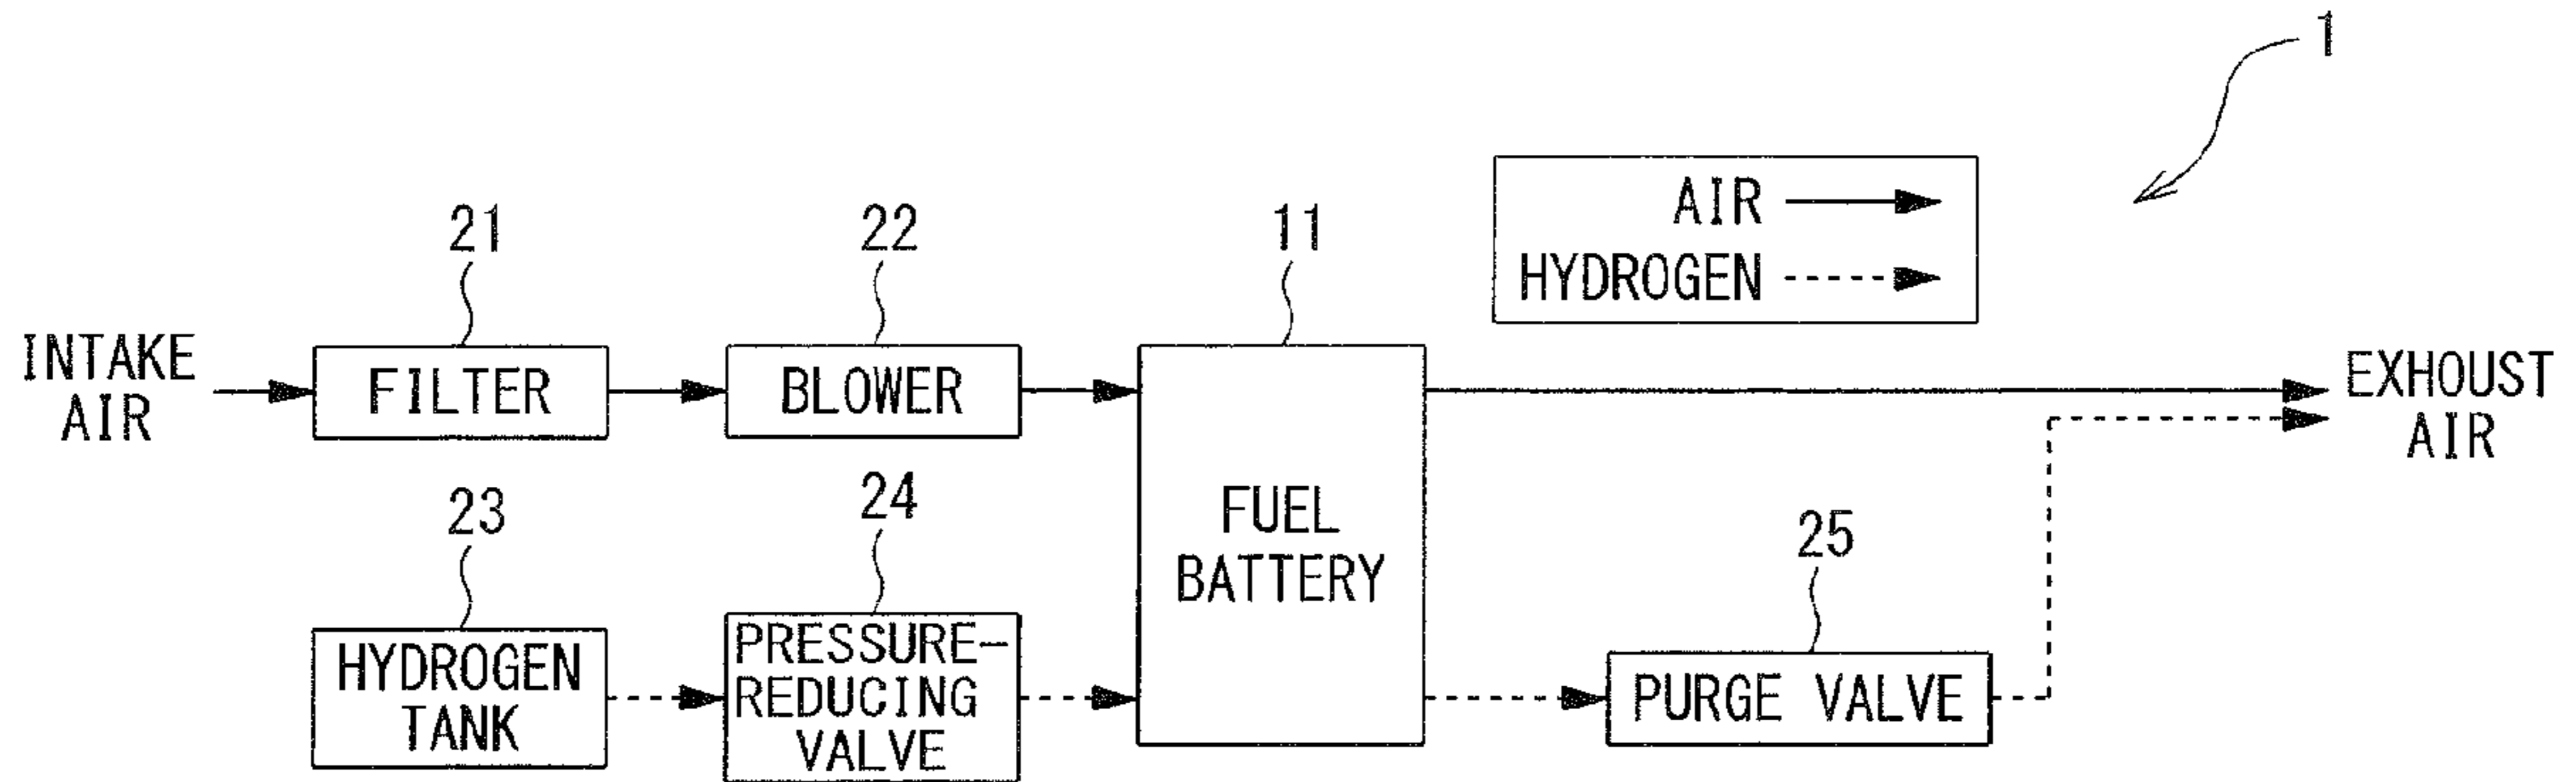 1
AIR
HYDROGEN
21
22
11
INTAKE
AIR
FILTER
BLOWER
EXHOUST
AIR
23
24
FUEL
BATTERY
25
HYDROGEN
TANK
PRESSURE-
REDUCING
VALVE
PURGE VALVE